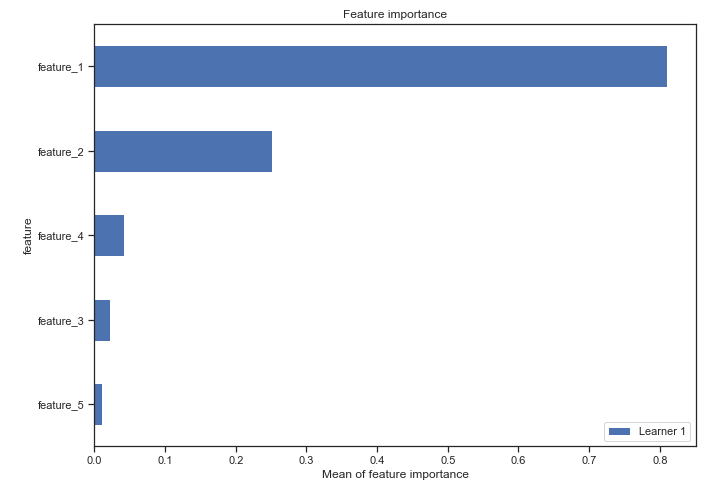 Feature importance
feature_1
feature_2
feature_4
feature_3
feature_5
feature
Learner 1
0.0 0.1 0.2 0.3 0.4 0.5 0.6 0.7 0.8
Mean of feature importance